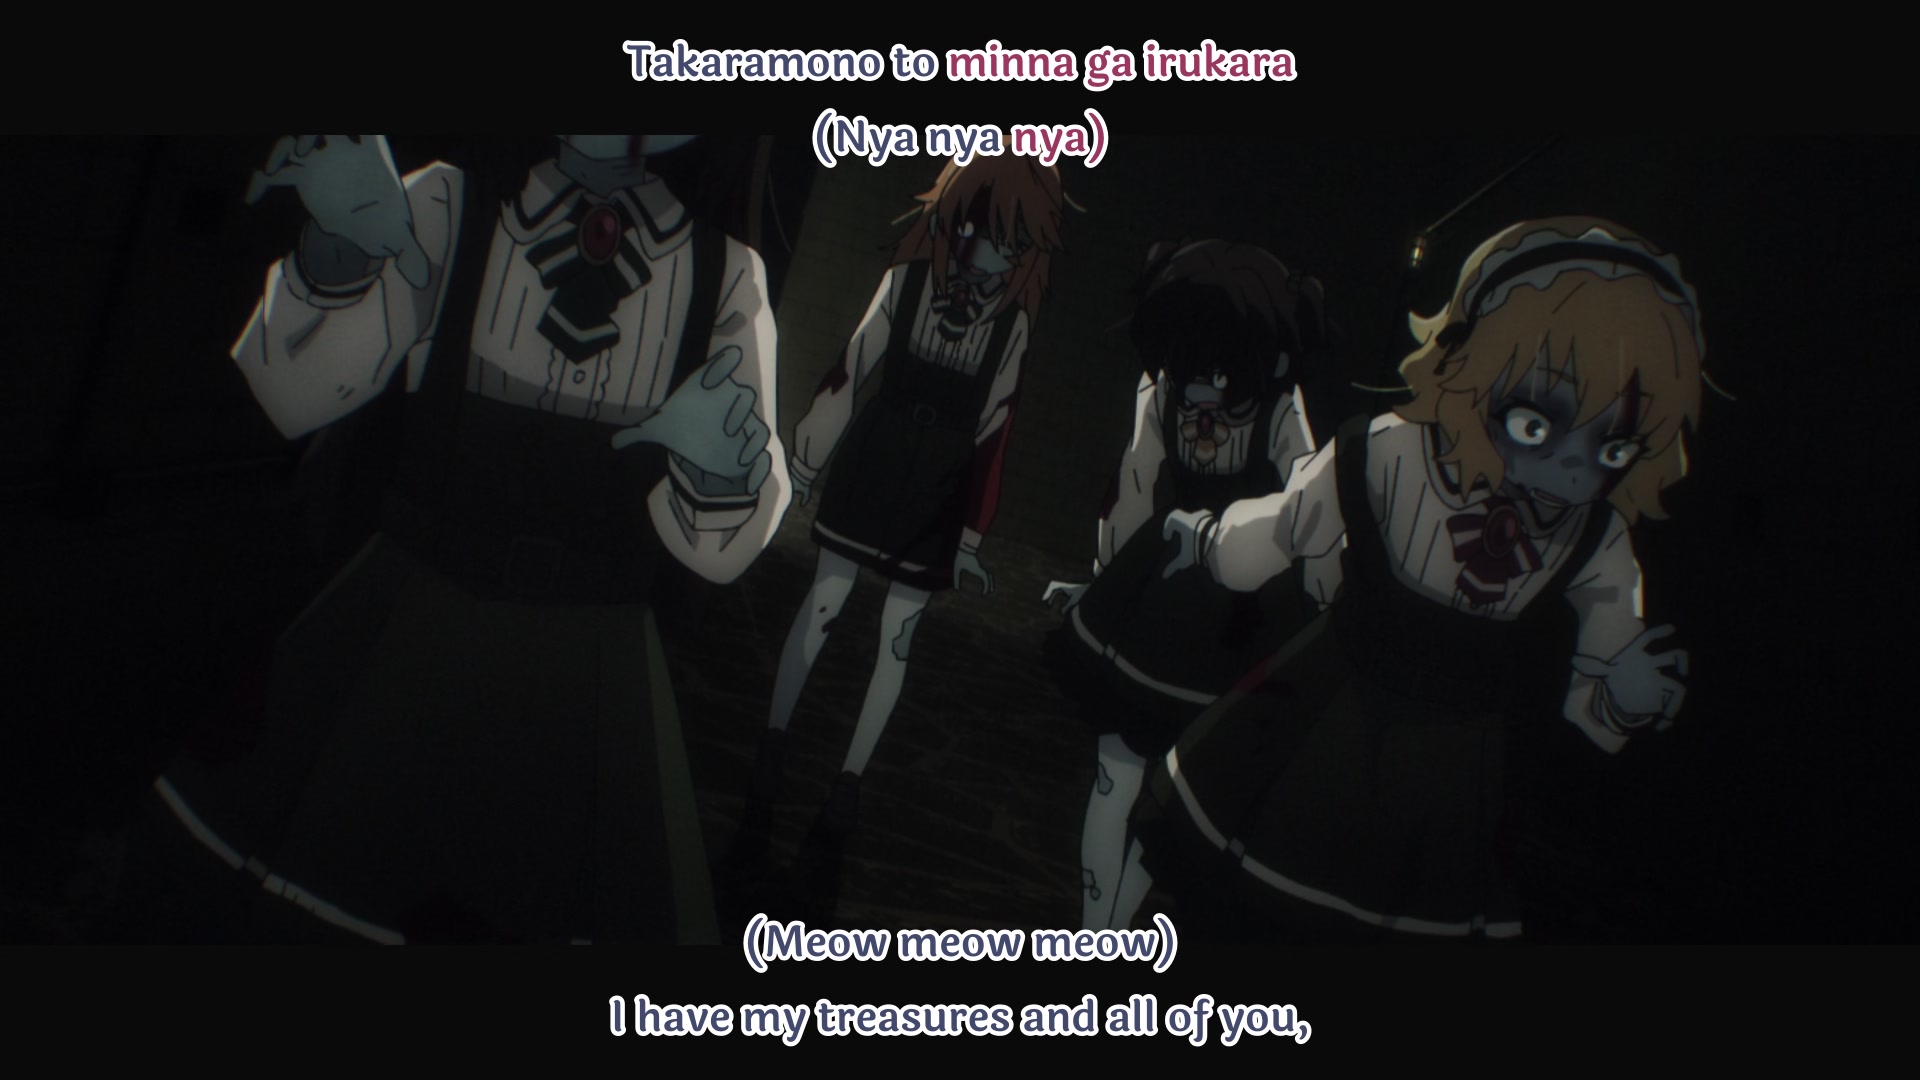 Takaramono to minna ga irukara
(Nya nya nya)
(Meow meow meow)
I have my treasures and all of you,